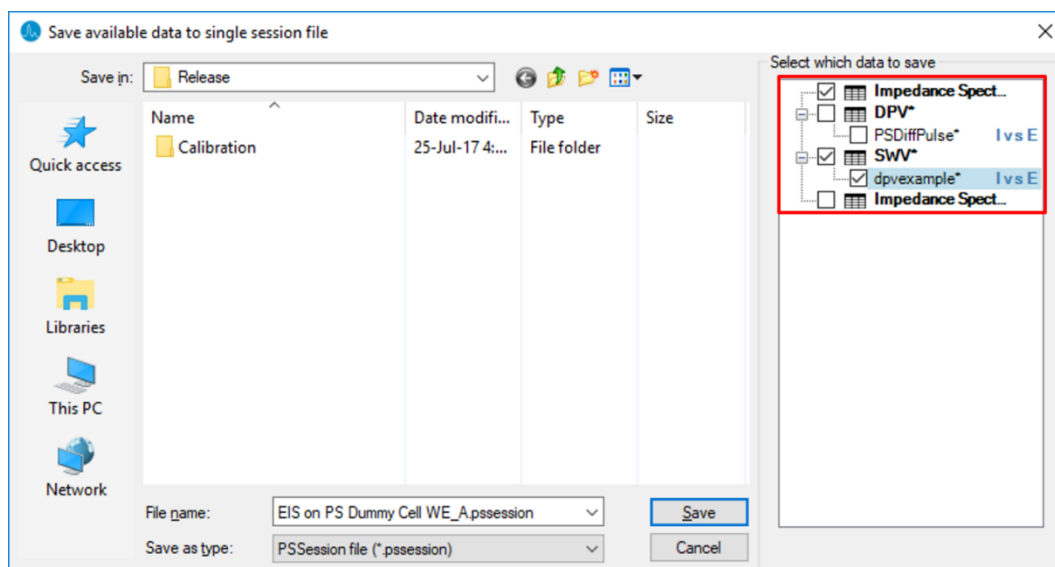 Save available data to single session file
Save in:
Release
Select which data to save
Name
Date modifi...
Type
Size
Calibration
25-Jul-17 4:...
File folder
Quick access
Desktop
Libraries
This PC
Network
Impedance Spect...
DPV*
PSDiffPulse* I vs E
SWV*
dpvexample* I vs E
Impedance Spect...
File name:
EIS on PS Dummy Cell WE_A.pssession
Save
Save as type:
PSSession file (*.pssession)
Cancel